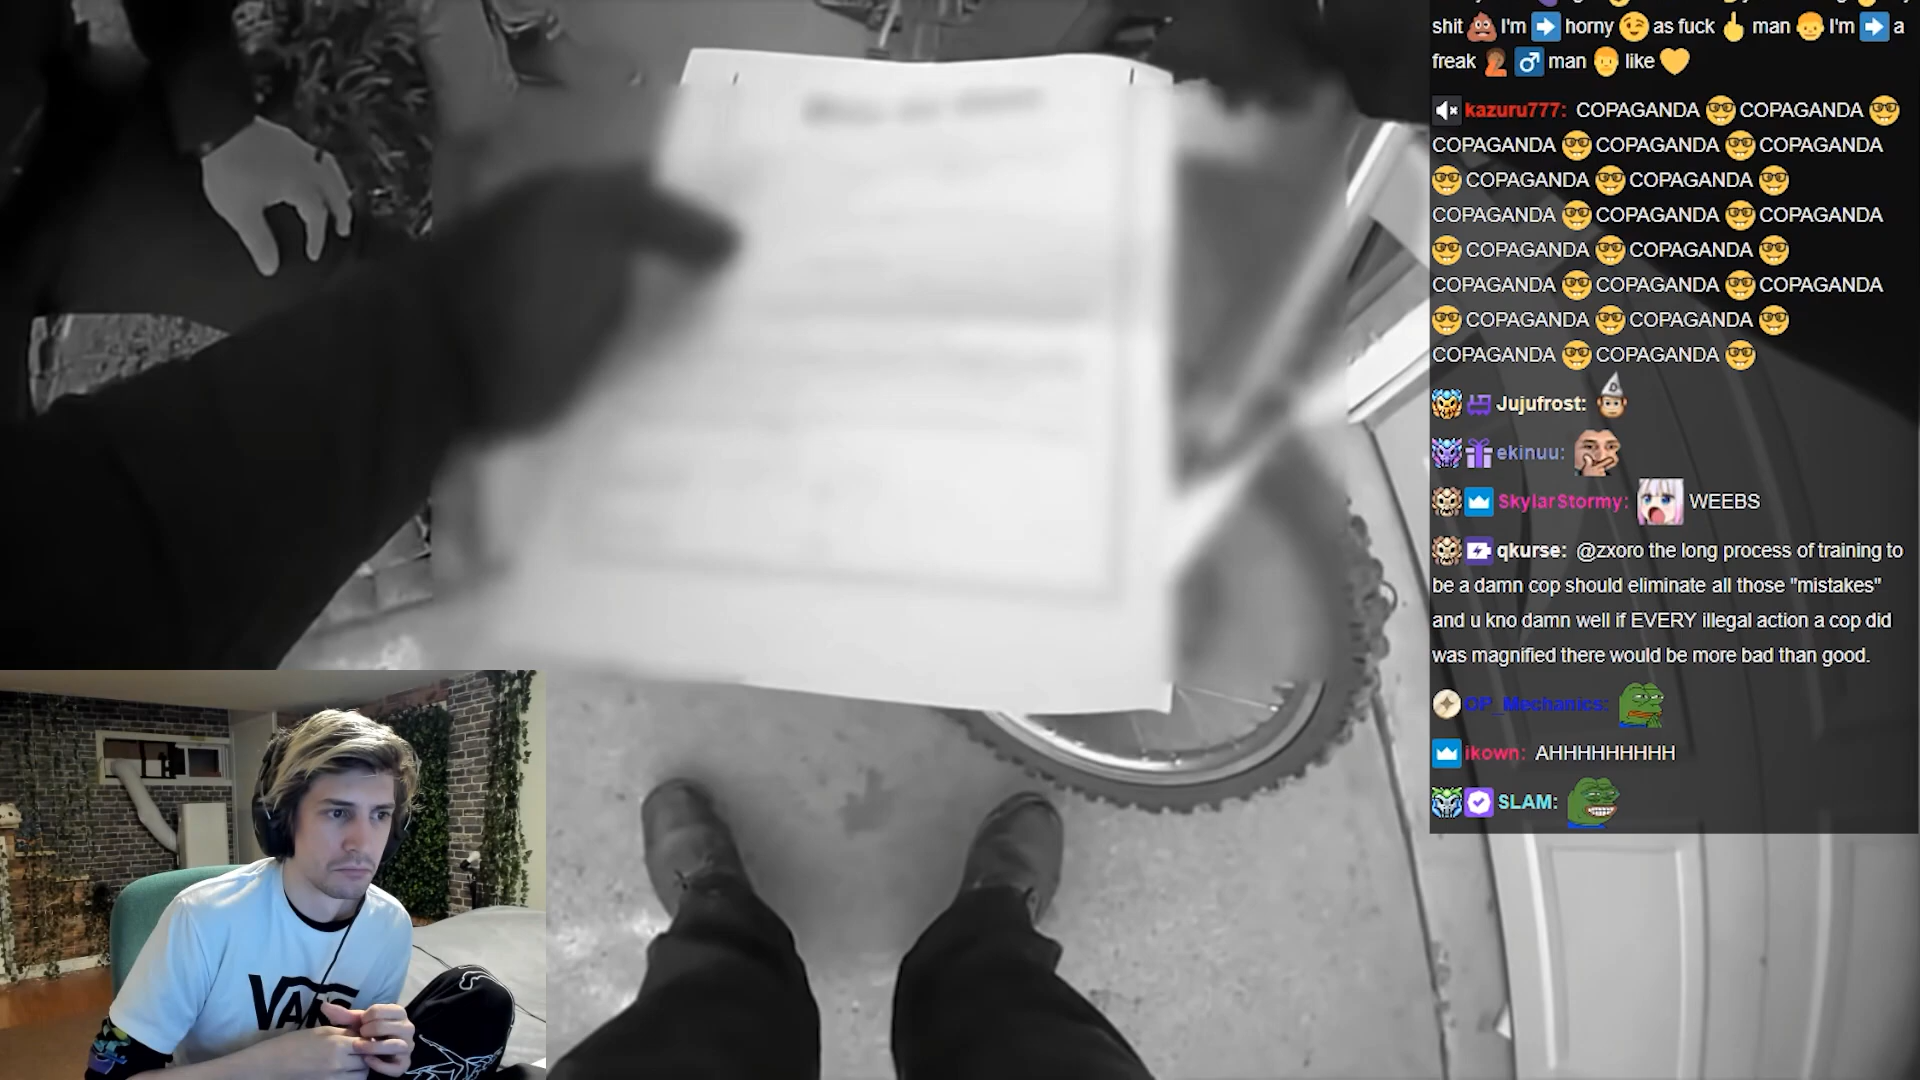 shit 💩 I'm ➡️ horny 😉 as fuck 🖕 man 👨 I'm ➡️ a
freak 🤦🏾‍♂️ man 👨 like 💛
kazuru777: COPAGANDA 🤓 COPAGANDA 🤓
COPAGANDA 🤓 COPAGANDA 🤓 COPAGANDA
🤓 COPAGANDA 🤓 COPAGANDA 🤓
COPAGANDA 🤓 COPAGANDA 🤓 COPAGANDA
🤓 COPAGANDA 🤓 COPAGANDA 🤓
COPAGANDA 🤓 COPAGANDA 🤓 COPAGANDA
🤓 COPAGANDA 🤓 COPAGANDA 🤓
COPAGANDA 🤓 COPAGANDA 🤓
Jujufrost:
ekinuu:
SkylarStormy: WEEBS
qkurse: @zxoro the long process of training to
be a damn cop should eliminate all those "mistakes"
and u kno damn well if EVERY illegal action a cop did
was magnified there would be more bad than good.
OP_Mechanics:
ikown: AHHHHHHHHH
SLAM:
VANS